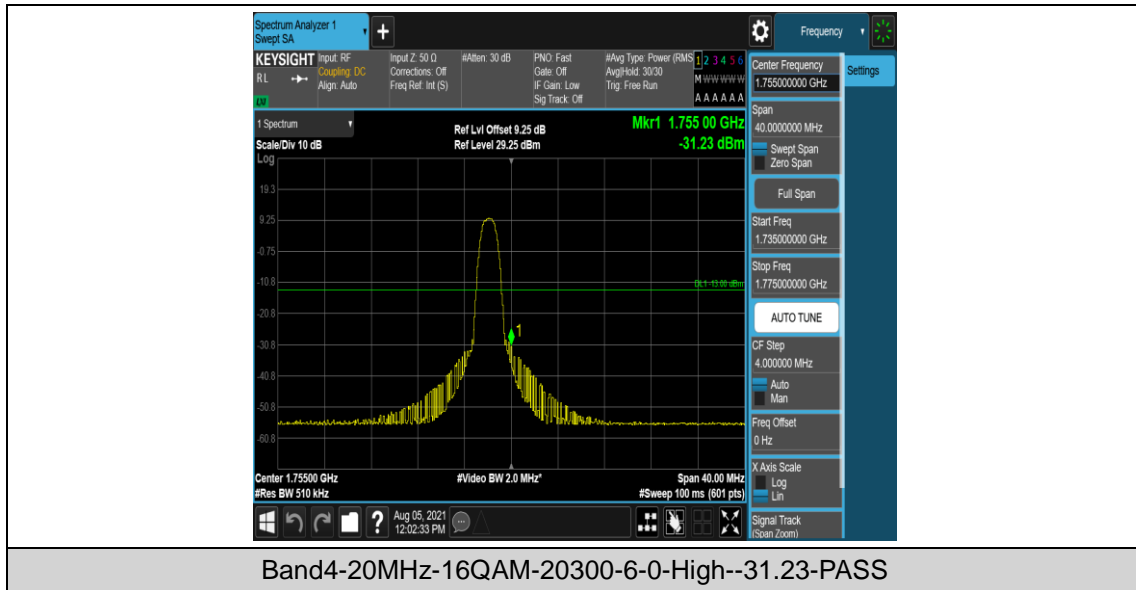 Spectrum Analyzer 1
Swept SA
+
Frequency
KEYSIGHT
RL
Input: RF
Coupling: DC
Align: Auto
Input Z: 50 Ω
Corrections: Off
Freq Ref: Int (S)
#Atten: 30 dB
PNO: Fast
Gate: Off
IF Gain: Low
Sig Track: Off
#Avg Type: Power (RMS
Avg|Hold: 30/30
Trig: Free Run
1 2 3 4 5 6
M W W W W W
A A A A A A
1 Spectrum
Scale/Div 10 dB
Ref Lvl Offset 9.25 dB
Ref Level 29.25 dBm
Mkr1 1.755 00 GHz
-31.23 dBm
Log
19.3
9.25
-0.75
-10.8
-20.8
-30.8
-40.8
-50.8
-60.8
DL1 -13.00 dBm
1
Center 1.75500 GHz
#Res BW 510 kHz
#Video BW 2.0 MHz*
Span 40.00 MHz
#Sweep 100 ms (601 pts)
?
Aug 05, 2021
12:02:33 PM
Center Frequency
1.755000000 GHz
Settings
Span
40.0000000 MHz
Swept Span
Zero Span
Full Span
Start Freq
1.735000000 GHz
Stop Freq
1.775000000 GHz
AUTO TUNE
CF Step
4.000000 MHz
Auto
Man
Freq Offset
0 Hz
X Axis Scale
Log
Lin
Signal Track
(Span Zoom)
Band4-20MHz-16QAM-20300-6-0-High--31.23-PASS